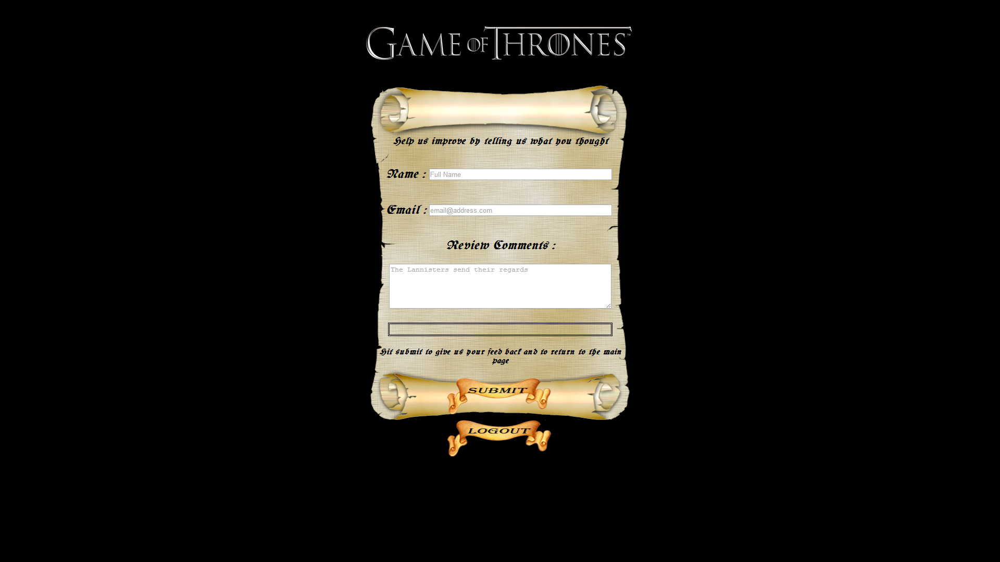 GAME OF THRONES™
Help us improve by telling us what you thought
Name : Full Name
Email : email@address.com
Review Comments :
The Lannisters send their regards
Hit submit to give us your feed back and to return to the main
page
SUBMIT
LOGOUT